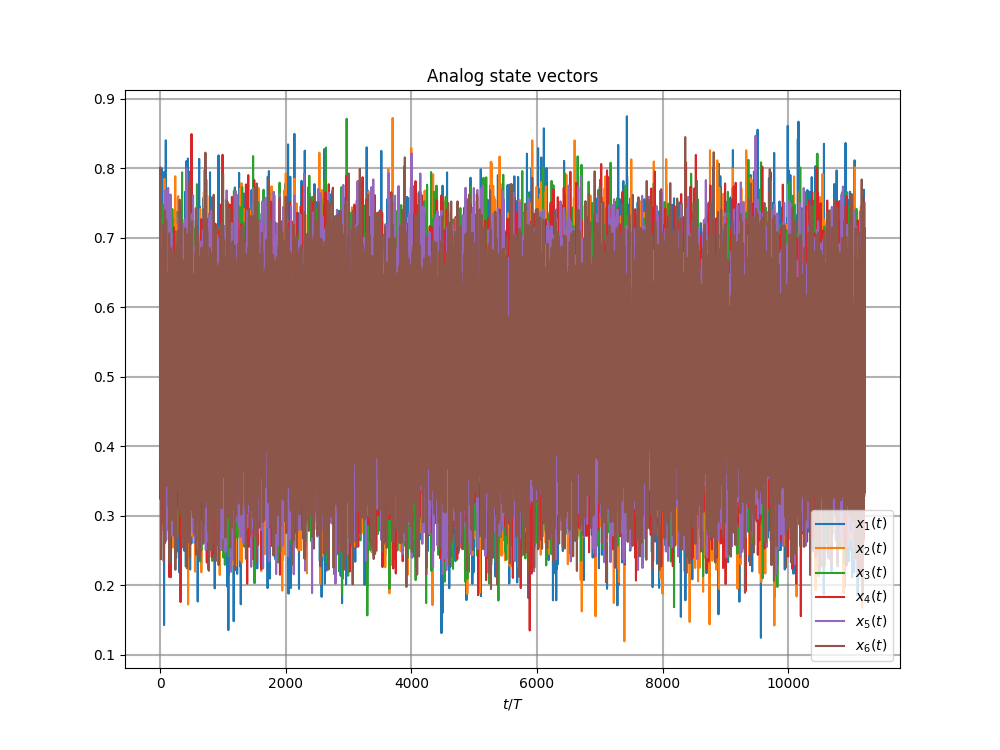 Analog state vectors
0.9
0.8
0.7
0.6
0.5
0.4
0.3
0.2
0.1
0
2000
4000
6000
8000
10000
t/T
x₁(t)
x₂(t)
x₃(t)
x₄(t)
x₅(t)
x₆(t)